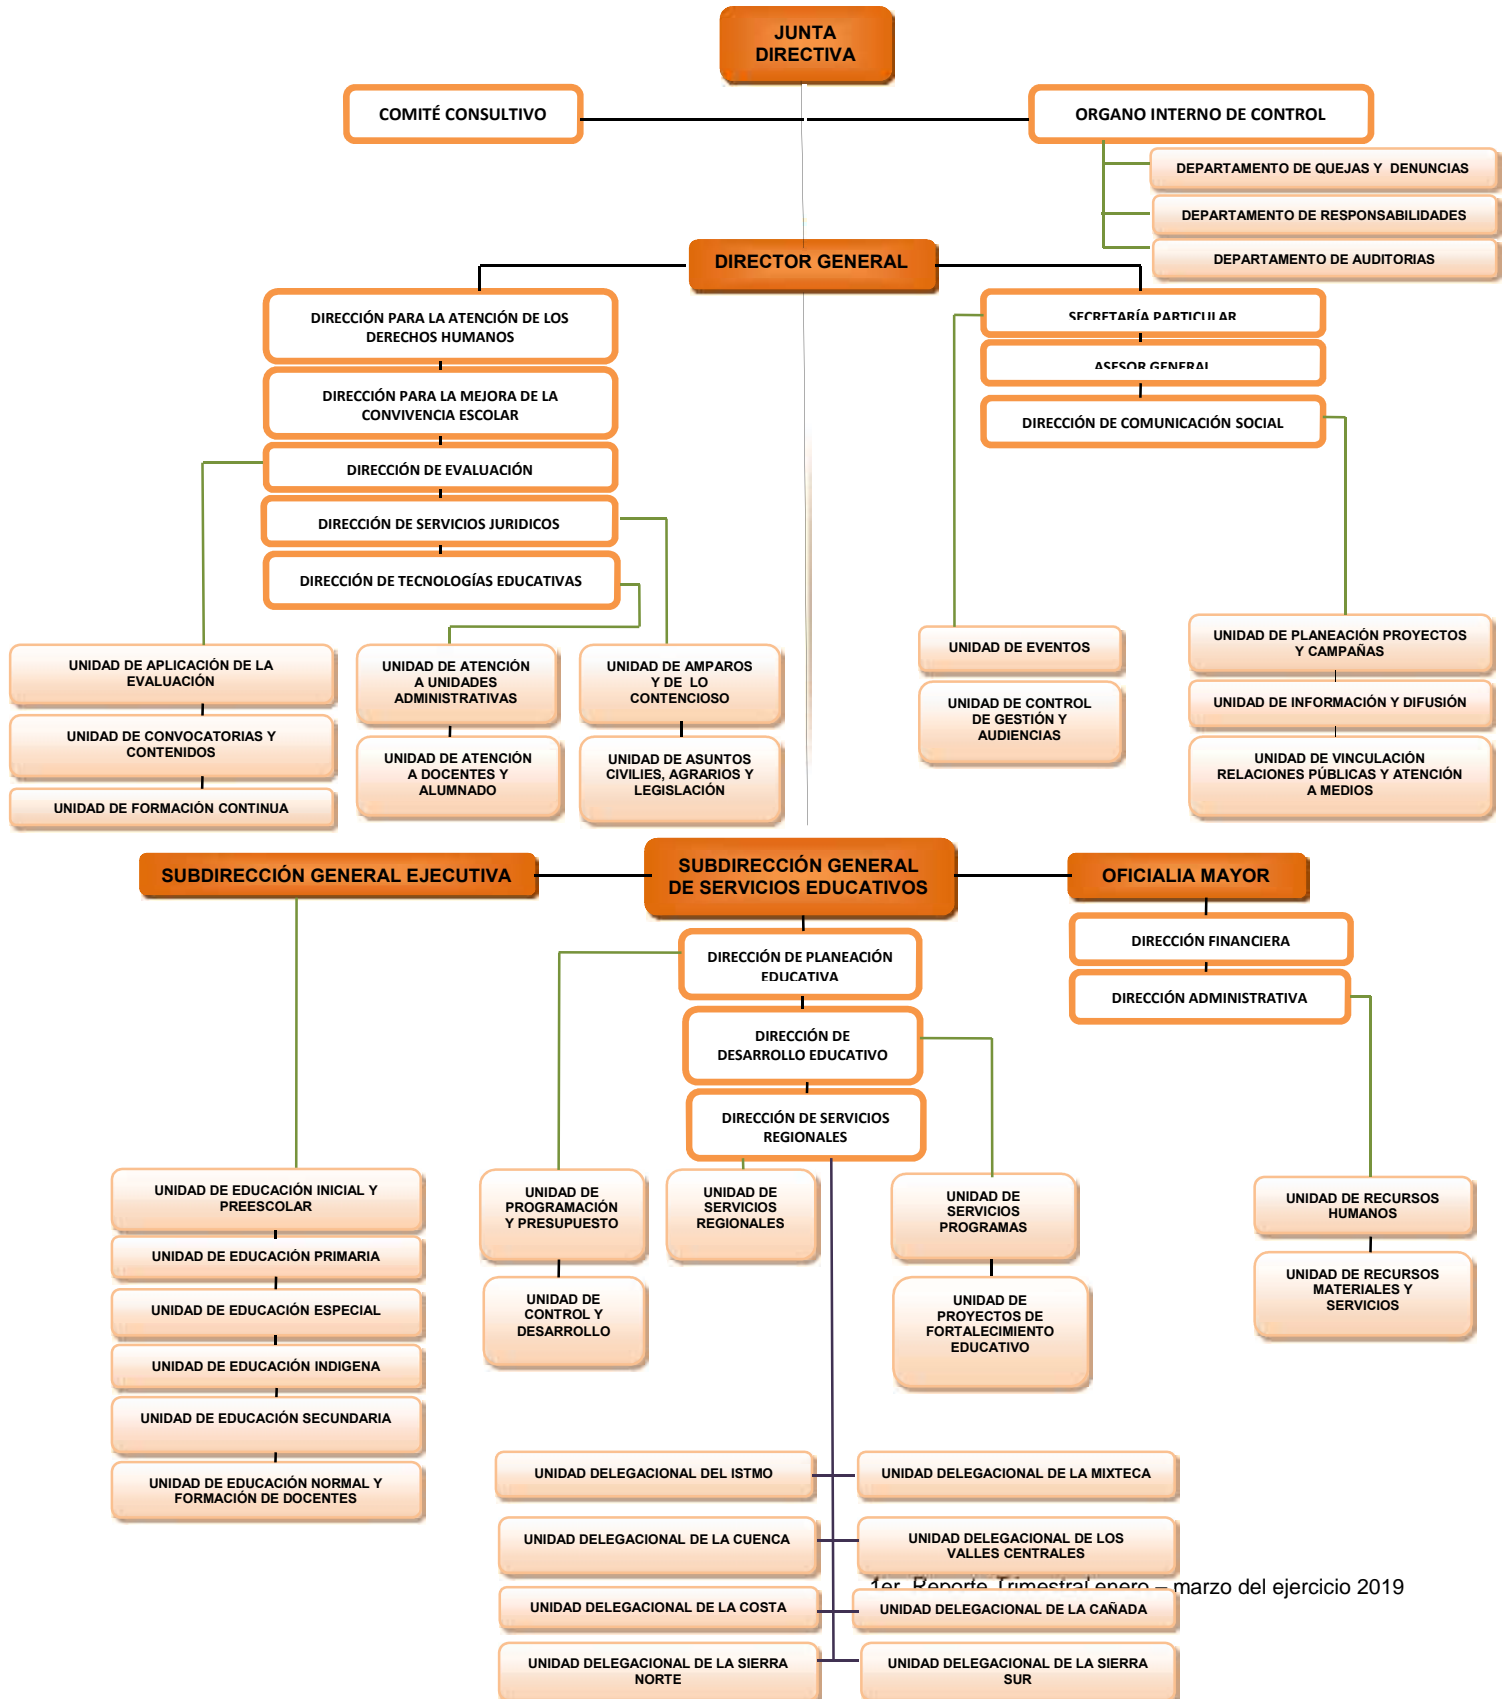 JUNTA
DIRECTIVA
COMITÉ CONSULTIVO
ORGANO INTERNO DE CONTROL
DEPARTAMENTO DE QUEJAS Y DENUNCIAS
DEPARTAMENTO DE RESPONSABILIDADES
DEPARTAMENTO DE AUDITORIAS
DIRECTOR GENERAL
DIRECCIÓN PARA LA ATENCIÓN DE LOS
DERECHOS HUMANOS
DIRECCIÓN PARA LA MEJORA DE LA
CONVIVENCIA ESCOLAR
DIRECCIÓN DE EVALUACIÓN
DIRECCIÓN DE SERVICIOS JURIDICOS
DIRECCIÓN DE TECNOLOGÍAS EDUCATIVAS
SECRETARÍA PARTICULAR
ASESOR GENERAL
DIRECCIÓN DE COMUNICACIÓN SOCIAL
UNIDAD DE APLICACIÓN DE LA
EVALUACIÓN
UNIDAD DE CONVOCATORIAS Y
CONTENIDOS
UNIDAD DE FORMACIÓN CONTINUA
UNIDAD DE ATENCIÓN
A UNIDADES
ADMINISTRATIVAS
UNIDAD DE ATENCIÓN
A DOCENTES Y
ALUMNADO
UNIDAD DE AMPAROS
Y DE LO
CONTENCIOSO
UNIDAD DE ASUNTOS
CIVILIES, AGRARIOS Y
LEGISLACIÓN
UNIDAD DE EVENTOS
UNIDAD DE CONTROL
DE GESTIÓN Y
AUDIENCIAS
UNIDAD DE PLANEACIÓN PROYECTOS
Y CAMPAÑAS
UNIDAD DE INFORMACIÓN Y DIFUSIÓN
UNIDAD DE VINCULACIÓN
RELACIONES PÚBLICAS Y ATENCIÓN
A MEDIOS
SUBDIRECCIÓN GENERAL EJECUTIVA
SUBDIRECCIÓN GENERAL
DE SERVICIOS EDUCATIVOS
OFICIALIA MAYOR
DIRECCIÓN DE PLANEACIÓN
EDUCATIVA
DIRECCIÓN DE
DESARROLLO EDUCATIVO
DIRECCIÓN DE SERVICIOS
REGIONALES
DIRECCIÓN FINANCIERA
DIRECCIÓN ADMINISTRATIVA
UNIDAD DE EDUCACIÓN INICIAL Y
PREESCOLAR
UNIDAD DE EDUCACIÓN PRIMARIA
UNIDAD DE EDUCACIÓN ESPECIAL
UNIDAD DE EDUCACIÓN INDIGENA
UNIDAD DE EDUCACIÓN SECUNDARIA
UNIDAD DE EDUCACIÓN NORMAL Y
FORMACIÓN DE DOCENTES
UNIDAD DE
PROGRAMACIÓN
Y PRESUPUESTO
UNIDAD DE
CONTROL Y
DESARROLLO
UNIDAD DE
SERVICIOS
REGIONALES
UNIDAD DE
SERVICIOS
PROGRAMAS
UNIDAD DE
PROYECTOS DE
FORTALECIMIENTO
EDUCATIVO
UNIDAD DE RECURSOS
HUMANOS
UNIDAD DE RECURSOS
MATERIALES Y
SERVICIOS
UNIDAD DELEGACIONAL DEL ISTMO
UNIDAD DELEGACIONAL DE LA MIXTECA
UNIDAD DELEGACIONAL DE LA CUENCA
UNIDAD DELEGACIONAL DE LOS
VALLES CENTRALES
1er. Reporte Trimestral enero – marzo del ejercicio 2019
UNIDAD DELEGACIONAL DE LA COSTA
UNIDAD DELEGACIONAL DE LA CAÑADA
UNIDAD DELEGACIONAL DE LA SIERRA
NORTE
UNIDAD DELEGACIONAL DE LA SIERRA
SUR